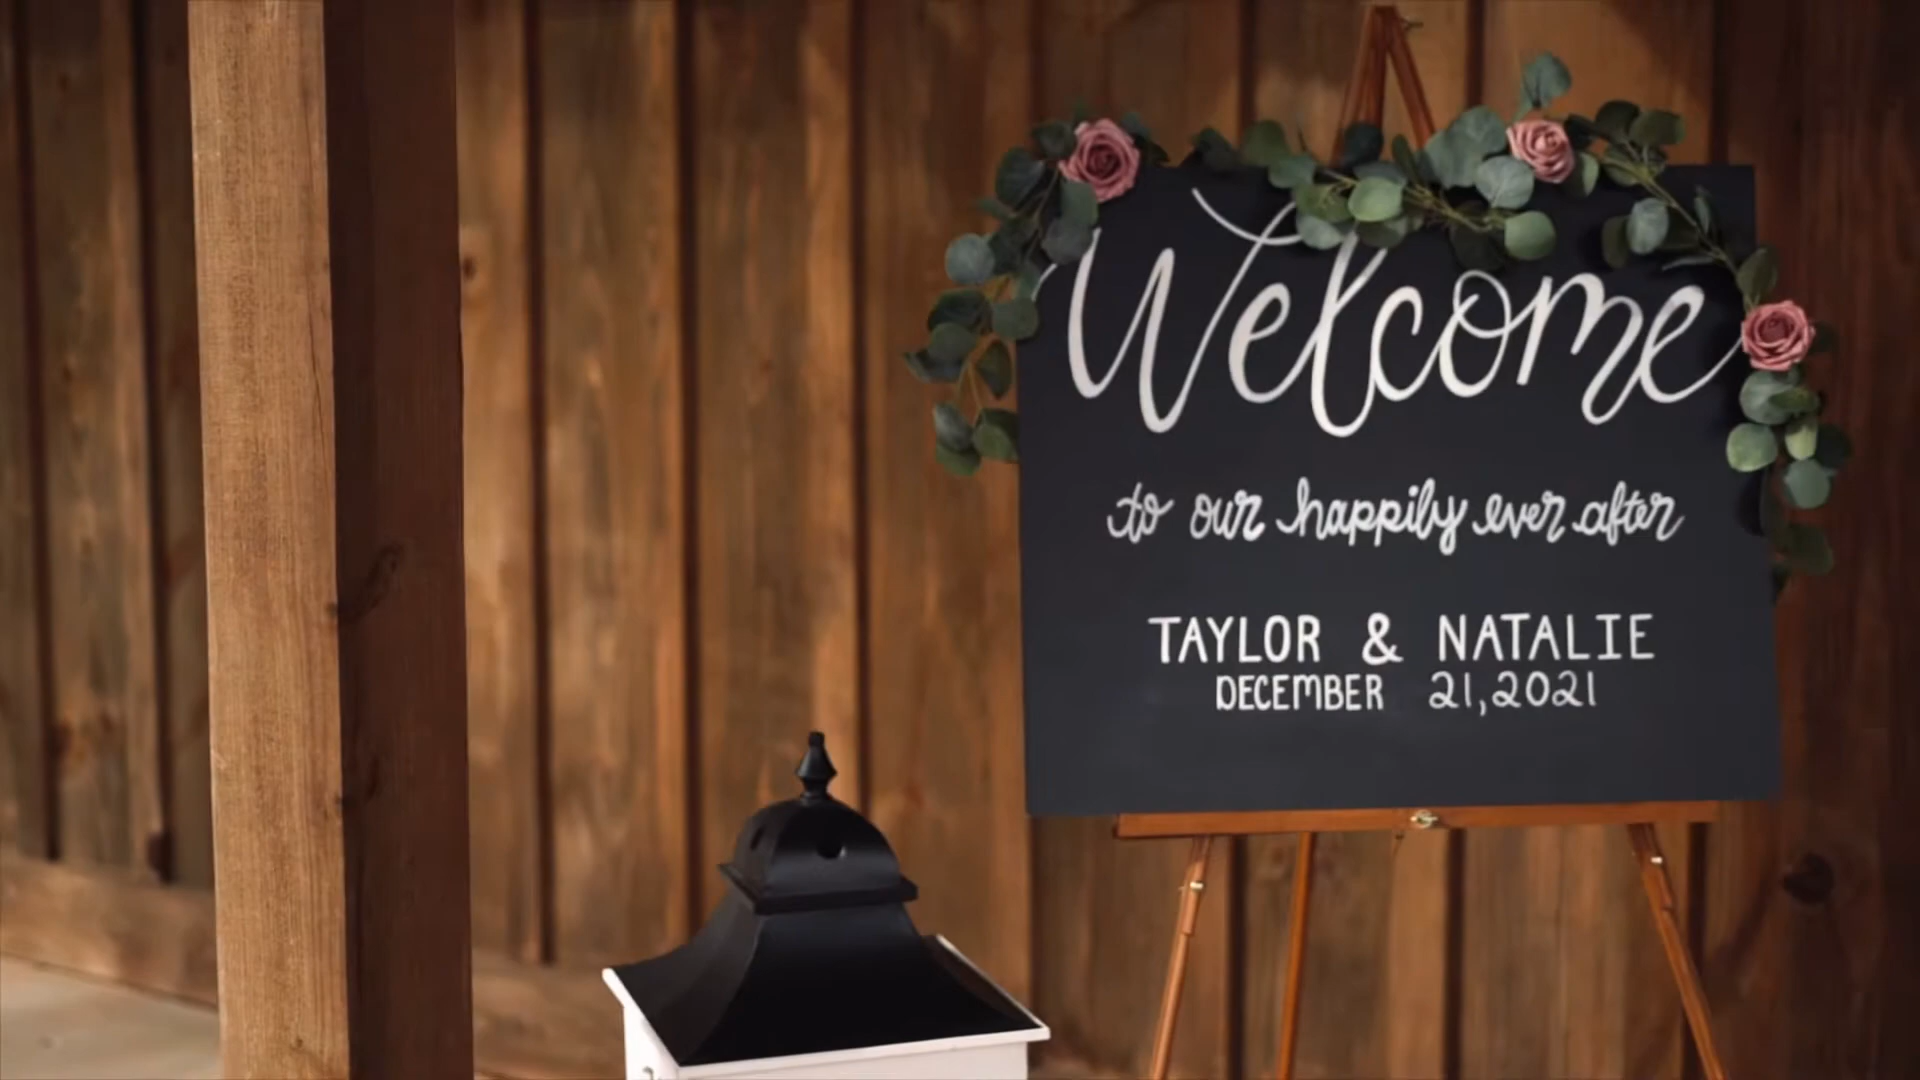 Welcome
to our happily ever after
TAYLOR & NATALIE
DECEMBER 21,2021